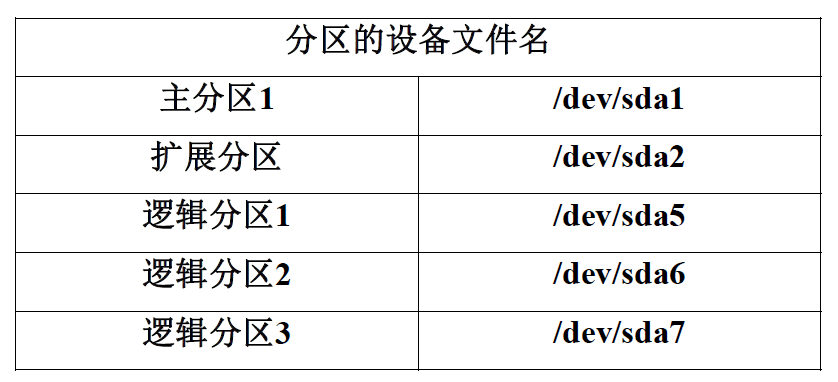 分区的设备文件名
主分区1 /dev/sda1
扩展分区 /dev/sda2
逻辑分区1 /dev/sda5
逻辑分区2 /dev/sda6
逻辑分区3 /dev/sda7